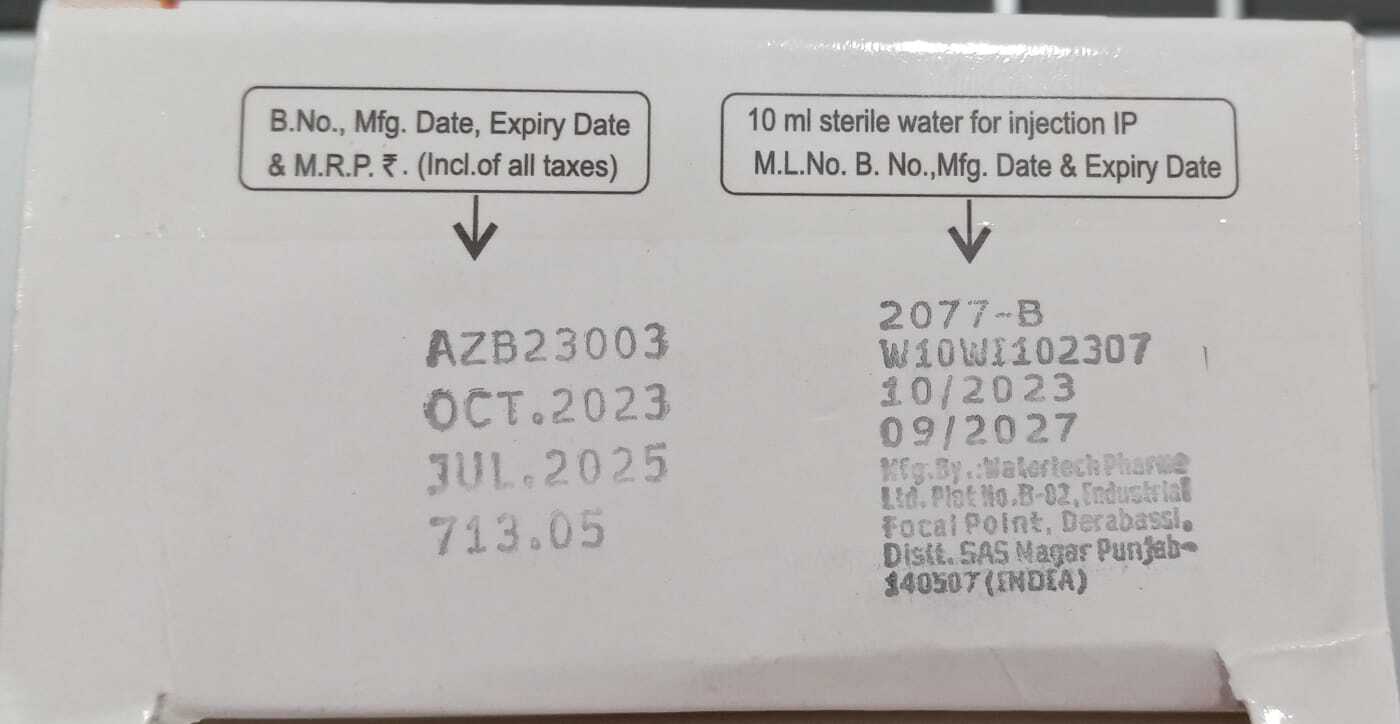 B.No., Mfg. Date, Expiry Date
& M.R.P. ₹. (Incl.of all taxes)
AZB23003
OCT.2023
JUL.2025
713.05
10 ml sterile water for injection IP
M.L.No. B. No.,Mfg. Date & Expiry Date
2077-B
W10WI102307
10/2023
09/2027
Mfg.By.:Watertech Pharma
Ltd. Plot No.B-02, Industrial
Focal Point, Derabassi.
Distt. SAS Nagar Punjab-
140507 (INDIA)